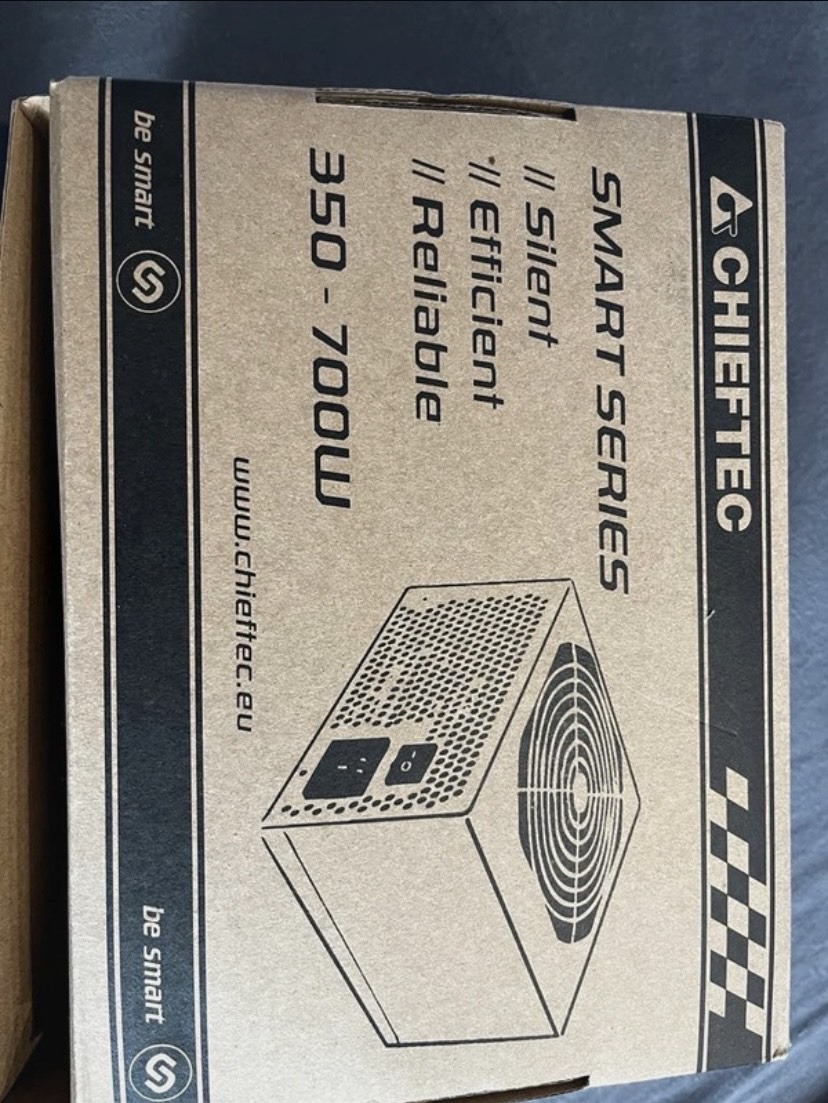 CHIEFTEC
SMART SERIES
// Silent
// Efficient
// Reliable
350 - 700W
www.chieftec.eu
be smart
be smart